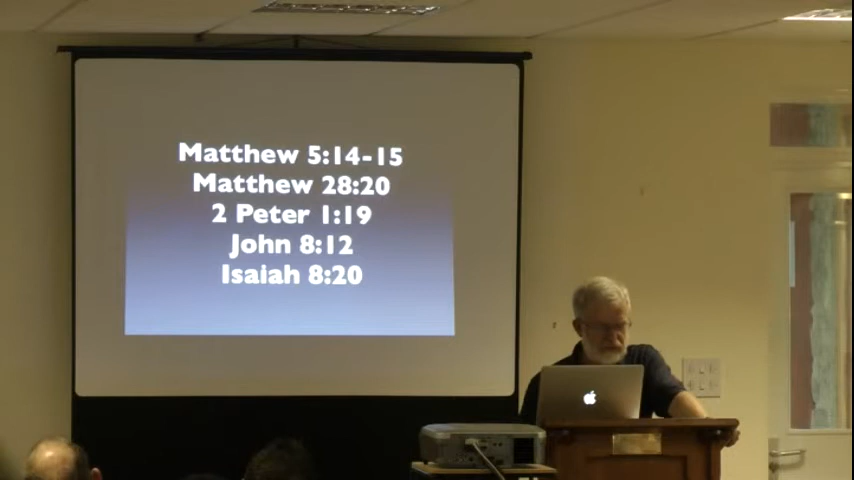 Matthew 5:14-15
Matthew 28:20
2 Peter 1:19
John 8:12
Isaiah 8:20